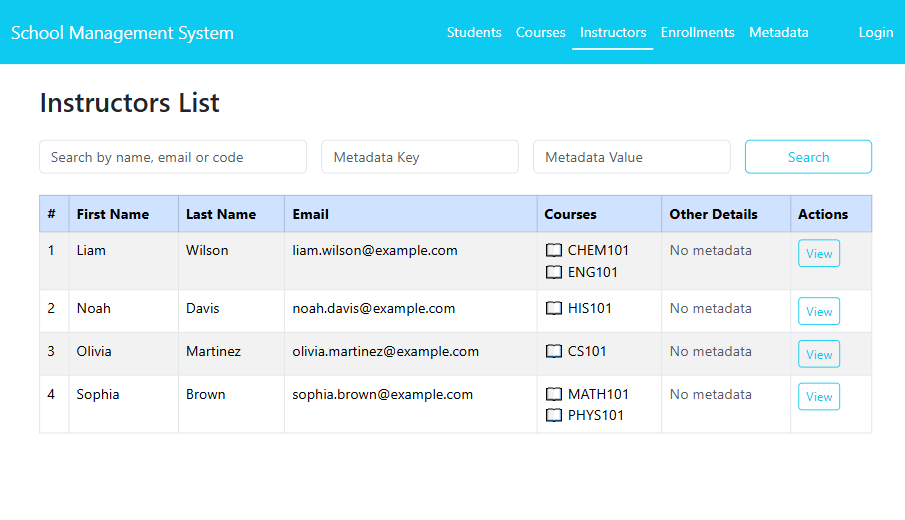 School Management System Students Courses Instructors Enrollments Metadata Login
Instructors List
Search by name, email or code Metadata Key Metadata Value Search
# First Name Last Name Email Courses Other Details Actions
1 Liam Wilson liam.wilson@example.com CHEM101 No metadata View
ENG101
2 Noah Davis noah.davis@example.com HIS101 No metadata View
3 Olivia Martinez olivia.martinez@example.com CS101 No metadata View
4 Sophia Brown sophia.brown@example.com MATH101 No metadata View
PHYS101